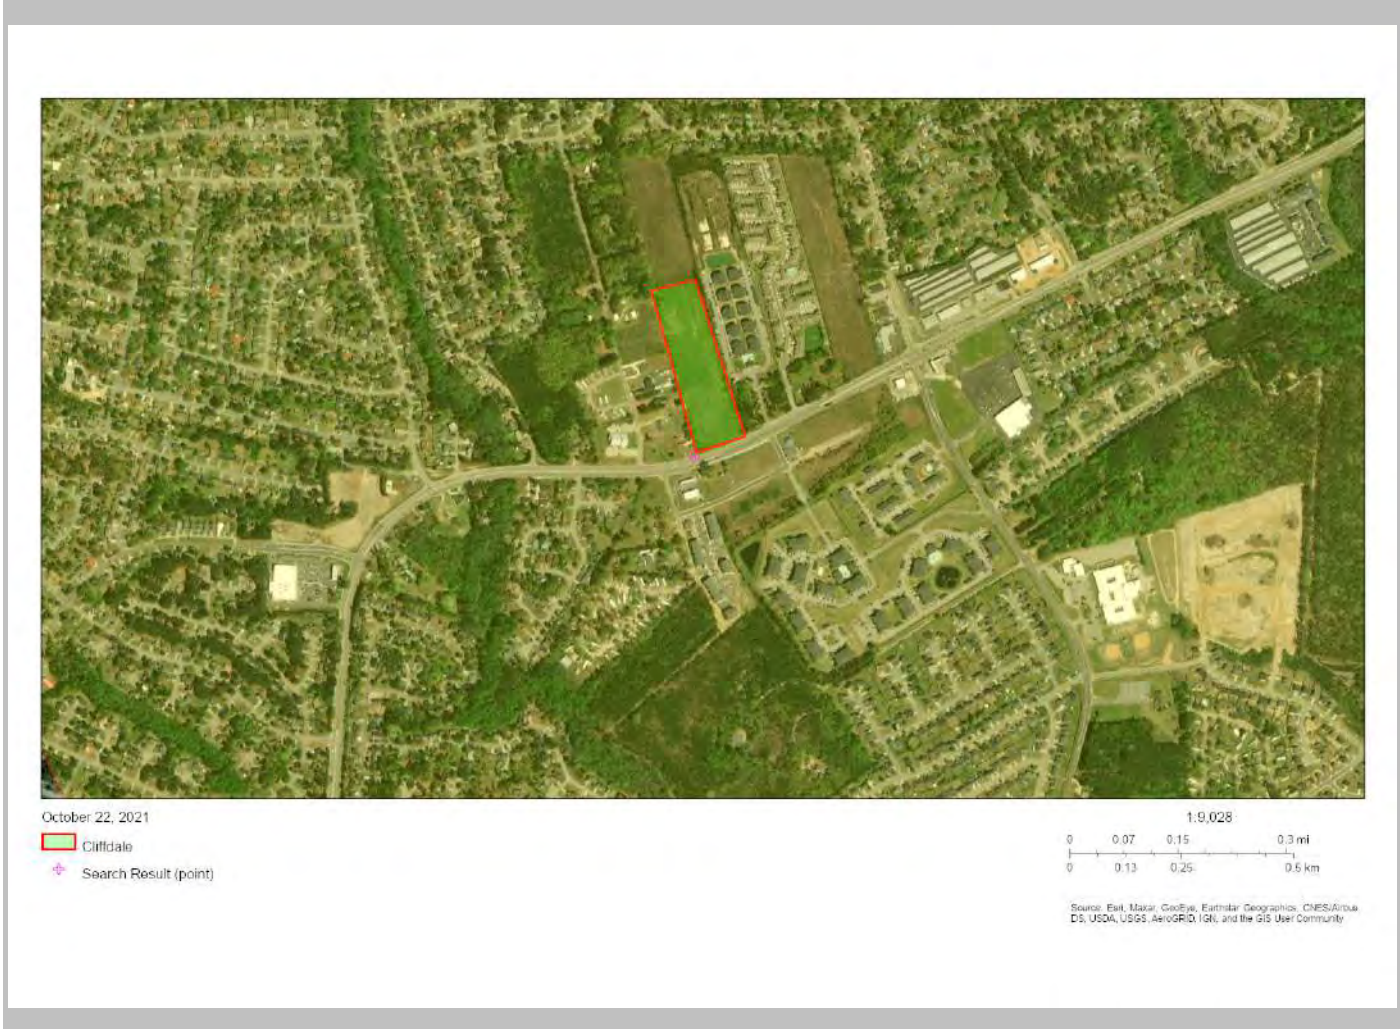 October 22, 2021
Cliffdale
Search Result (point)
1:9,028
0 0.07 0.15 0.3 mi
0 0.13 0.25 0.5 km
Source: Esri, Maxar, GeoEye, Earthstar Geographics, CNES/Airbus
DS, USDA, USGS, AeroGRID, IGN, and the GIS User Community